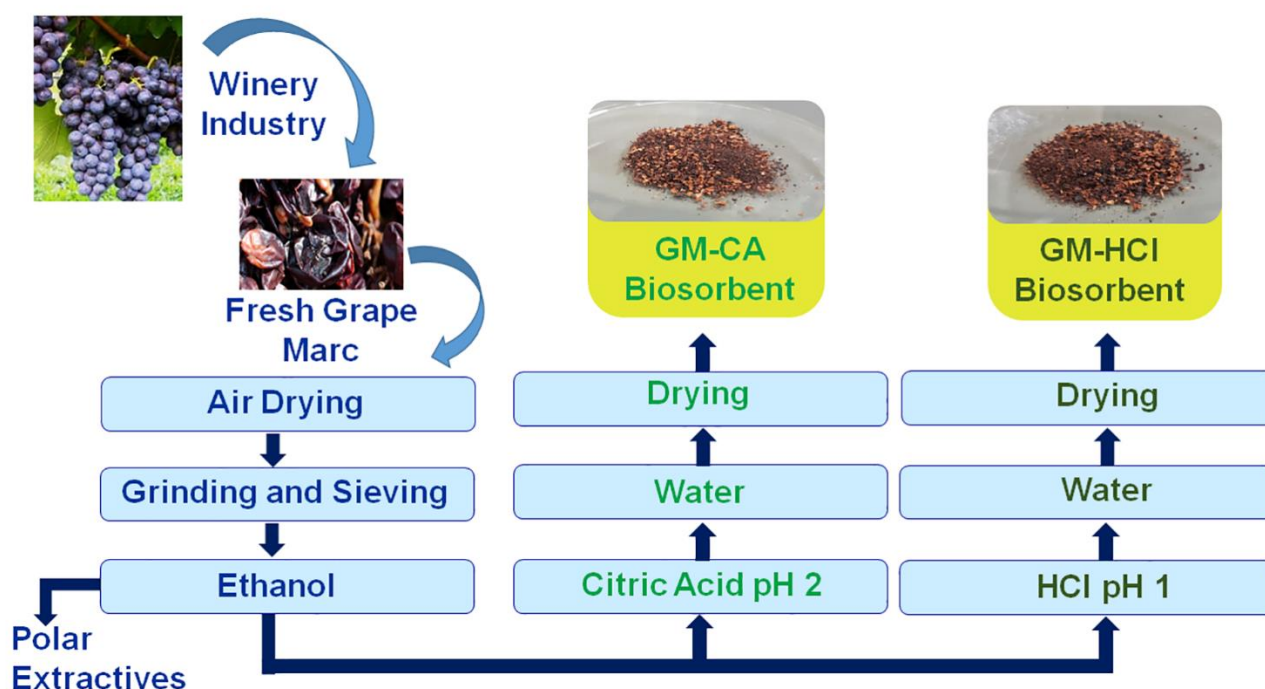 Winery
Industry
Fresh Grape
Marc
Air Drying
Grinding and Sieving
Ethanol
Polar
Extractives
GM-CA
Biosorbent
Drying
Water
Citric Acid pH 2
GM-HCl
Biosorbent
Drying
Water
HCl pH 1